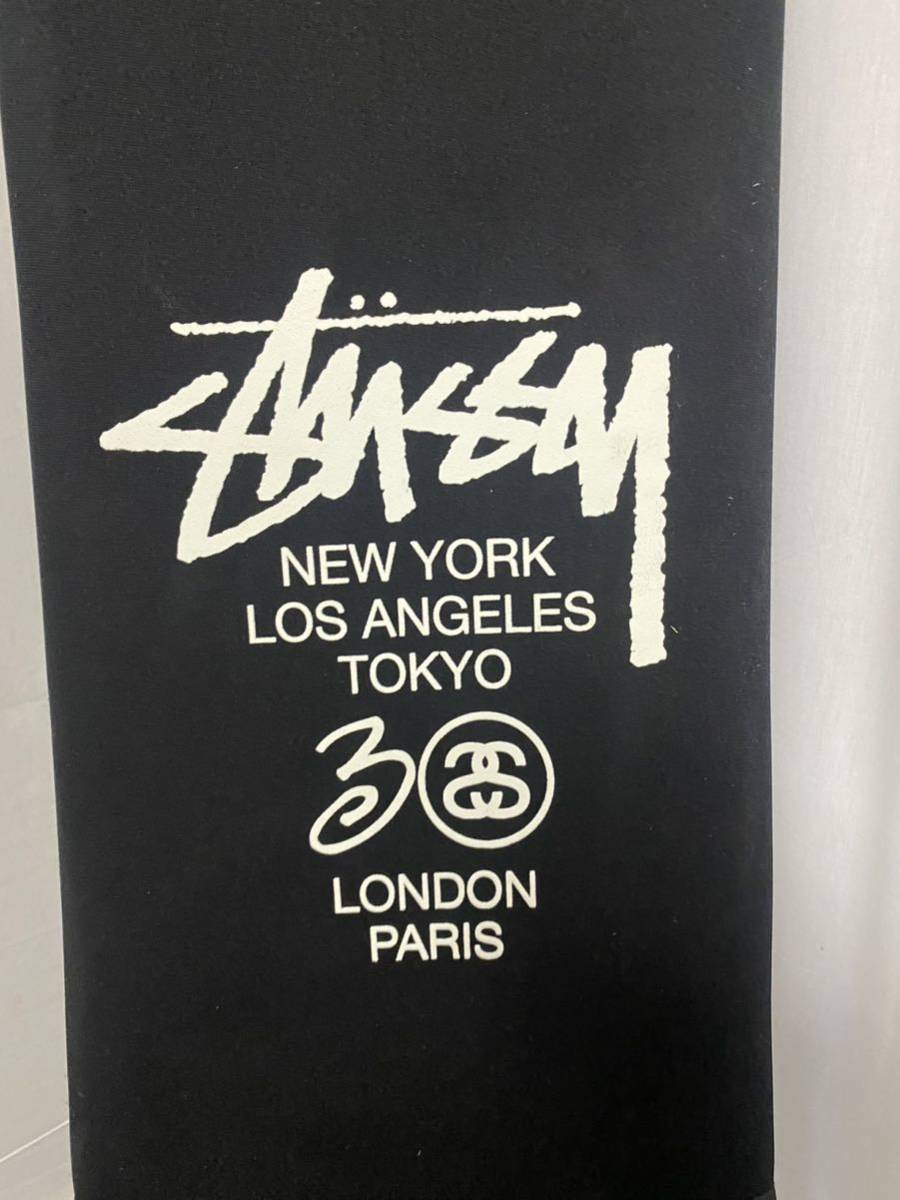 Stüssy
NEW YORK
LOS ANGELES
TOKYO
30
LONDON
PARIS